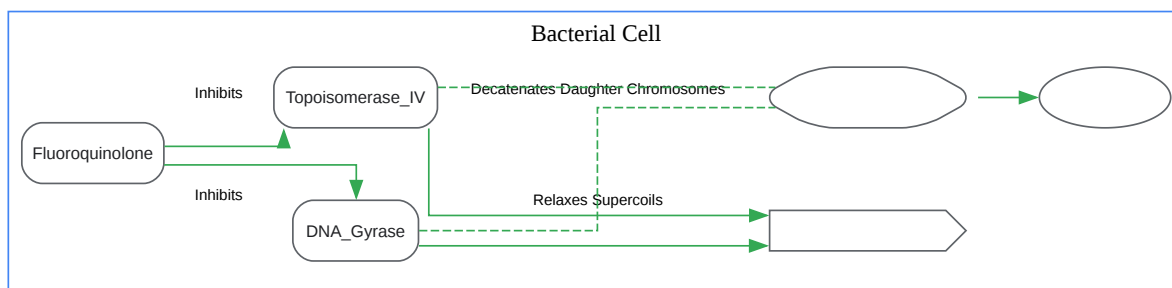 Bacterial Cell
Inhibits
Topoisomerase_IV
Decatenates Daughter Chromosomes
Fluoroquinolone
Inhibits
Relaxes Supercoils
DNA_Gyrase